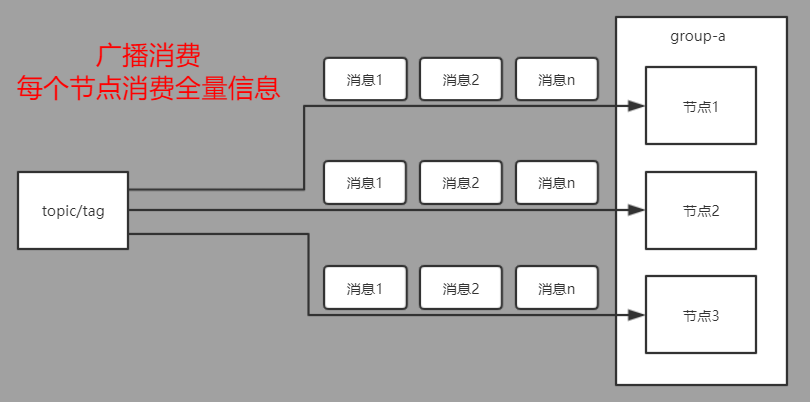 广播消费
每个节点消费全量信息
group-a
消息1 消息2 消息n
节点1
消息1 消息2 消息n
topic/tag
节点2
消息1 消息2 消息n
节点3